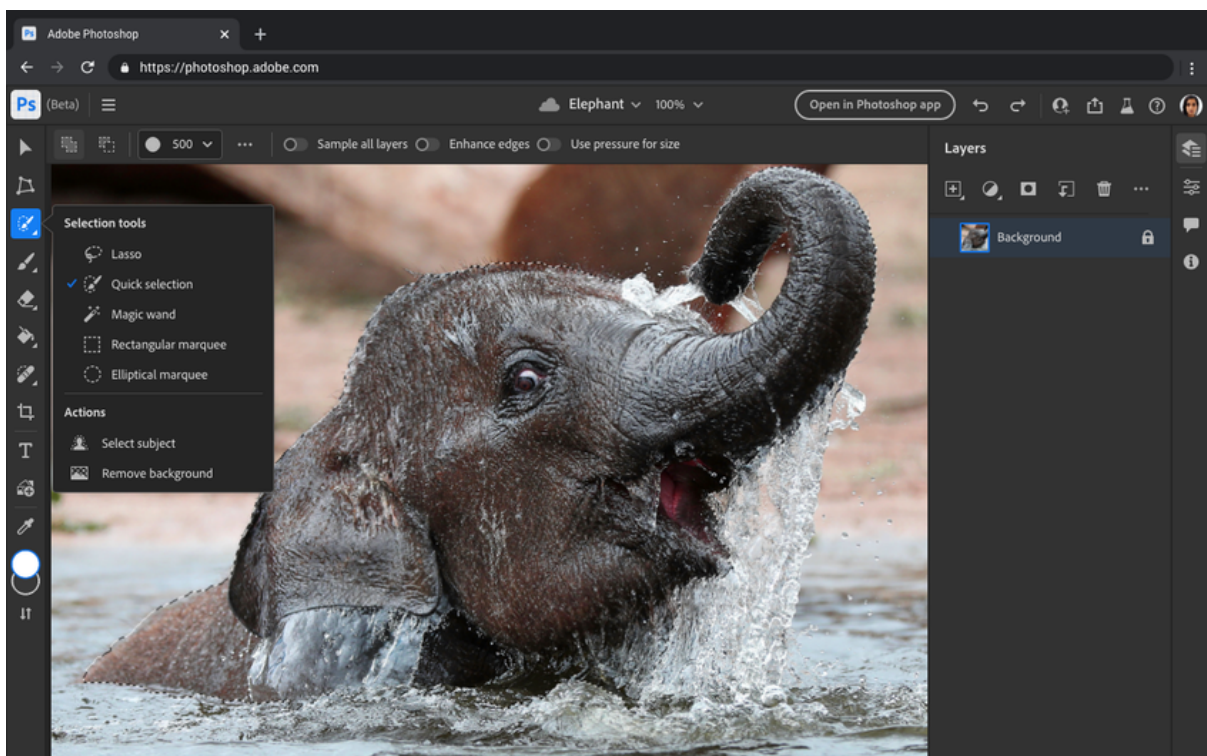 Ps Adobe Photoshop
https://photoshop.adobe.com
Ps (Beta) Elephant 100% Open in Photoshop app
500 Sample all layers Enhance edges Use pressure for size
Selection tools
Lasso
Quick selection
Magic wand
Rectangular marquee
Elliptical marquee
Actions
Select subject
Remove background
T
Layers
Background